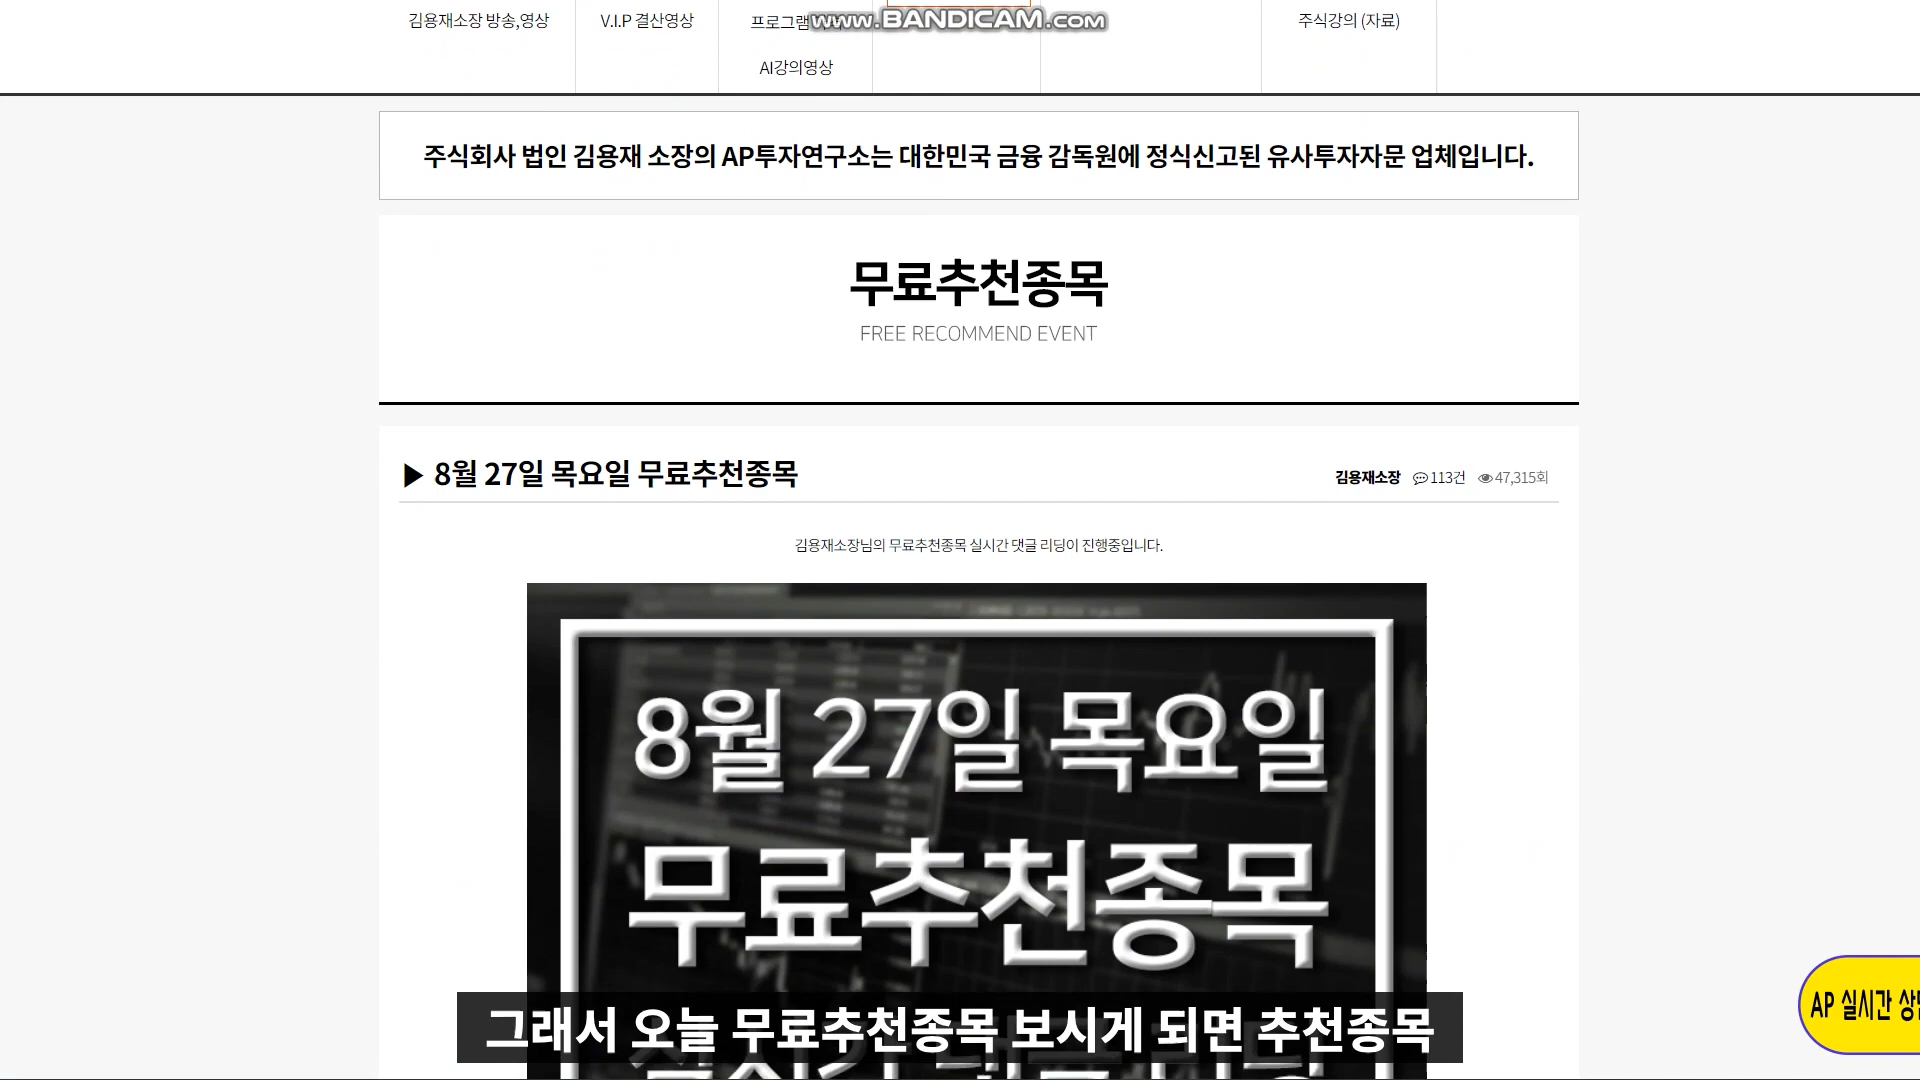 김용재소장 방송,영상
V.I.P 결산영상
프로그램
WWW.BANDICAM.COM
주식강의 (자료)
AI강의영상
주식회사 법인 김용재 소장의 AP투자연구소는 대한민국 금융 감독원에 정식신고된 유사투자자문 업체입니다.
무료추천종목
FREE RECOMMEND EVENT
▶ 8월 27일 목요일 무료추천종목
김용재소장 113건 47,315회
김용재소장님의 무료추천종목 실시간 댓글 리딩이 진행중입니다.
8월 27일 목요일
무료추천종목
AP 실시간
그래서 오늘 무료추천종목 보시게 되면 추천종목